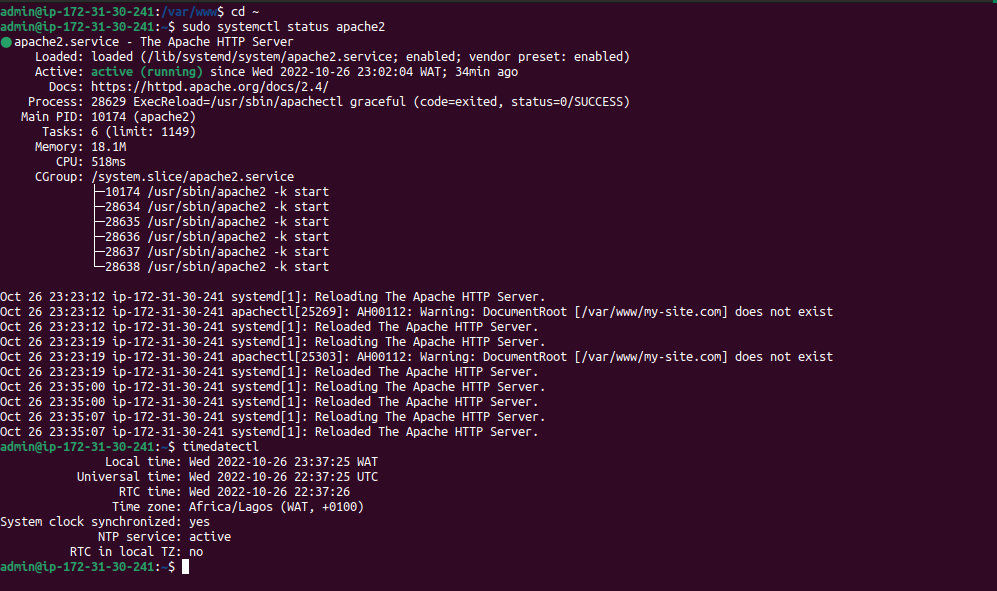 admin@ip-172-31-30-241:/var/www$ cd ~
admin@ip-172-31-30-241:~$ sudo systemctl status apache2
● apache2.service - The Apache HTTP Server
     Loaded: loaded (/lib/systemd/system/apache2.service; enabled; vendor preset: enabled)
     Active: active (running) since Wed 2022-10-26 23:02:04 WAT; 34min ago
       Docs: https://httpd.apache.org/docs/2.4/
    Process: 28629 ExecReload=/usr/sbin/apachectl graceful (code=exited, status=0/SUCCESS)
   Main PID: 10174 (apache2)
      Tasks: 6 (limit: 1149)
     Memory: 18.1M
        CPU: 518ms
     CGroup: /system.slice/apache2.service
             ├─10174 /usr/sbin/apache2 -k start
             ├─28634 /usr/sbin/apache2 -k start
             ├─28635 /usr/sbin/apache2 -k start
             ├─28636 /usr/sbin/apache2 -k start
             ├─28637 /usr/sbin/apache2 -k start
             └─28638 /usr/sbin/apache2 -k start
Oct 26 23:23:12 ip-172-31-30-241 systemd[1]: Reloading The Apache HTTP Server.
Oct 26 23:23:12 ip-172-31-30-241 apachectl[25269]: AH00112: Warning: DocumentRoot [/var/www/my-site.com] does not exist
Oct 26 23:23:12 ip-172-31-30-241 systemd[1]: Reloaded The Apache HTTP Server.
Oct 26 23:23:19 ip-172-31-30-241 systemd[1]: Reloading The Apache HTTP Server.
Oct 26 23:23:19 ip-172-31-30-241 apachectl[25303]: AH00112: Warning: DocumentRoot [/var/www/my-site.com] does not exist
Oct 26 23:23:19 ip-172-31-30-241 systemd[1]: Reloaded The Apache HTTP Server.
Oct 26 23:35:00 ip-172-31-30-241 systemd[1]: Reloading The Apache HTTP Server.
Oct 26 23:35:00 ip-172-31-30-241 systemd[1]: Reloaded The Apache HTTP Server.
Oct 26 23:35:07 ip-172-31-30-241 systemd[1]: Reloading The Apache HTTP Server.
Oct 26 23:35:07 ip-172-31-30-241 systemd[1]: Reloaded The Apache HTTP Server.
admin@ip-172-31-30-241:~$ timedatectl
               Local time: Wed 2022-10-26 23:37:25 WAT
           Universal time: Wed 2022-10-26 22:37:25 UTC
                 RTC time: Wed 2022-10-26 22:37:26
                Time zone: Africa/Lagos (WAT, +0100)
System clock synchronized: yes
              NTP service: active
          RTC in local TZ: no
admin@ip-172-31-30-241:~$